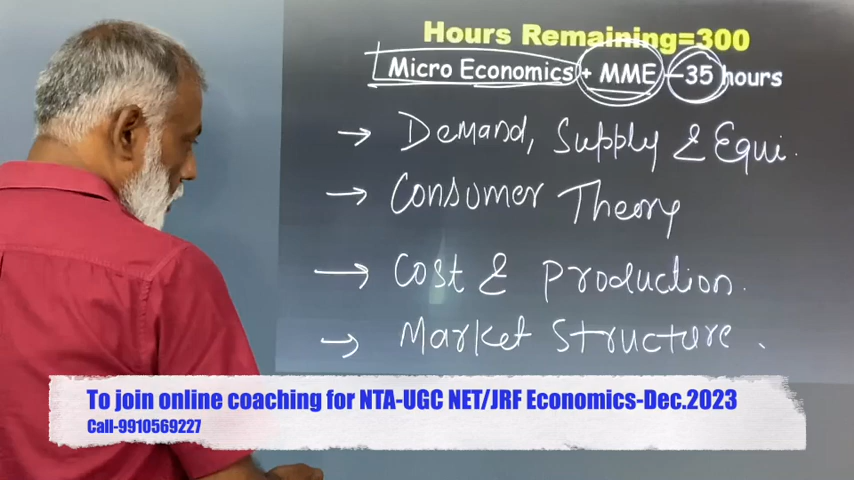 Hours Remaining=300
Micro Economics + MME -35 hours
→ Demand, Supply & Equi.
→ Consumer Theory
→ Cost & Production.
→ Market Structure.
To join online coaching for NTA-UGC NET/JRF Economics-Dec.2023
Call-9910569227